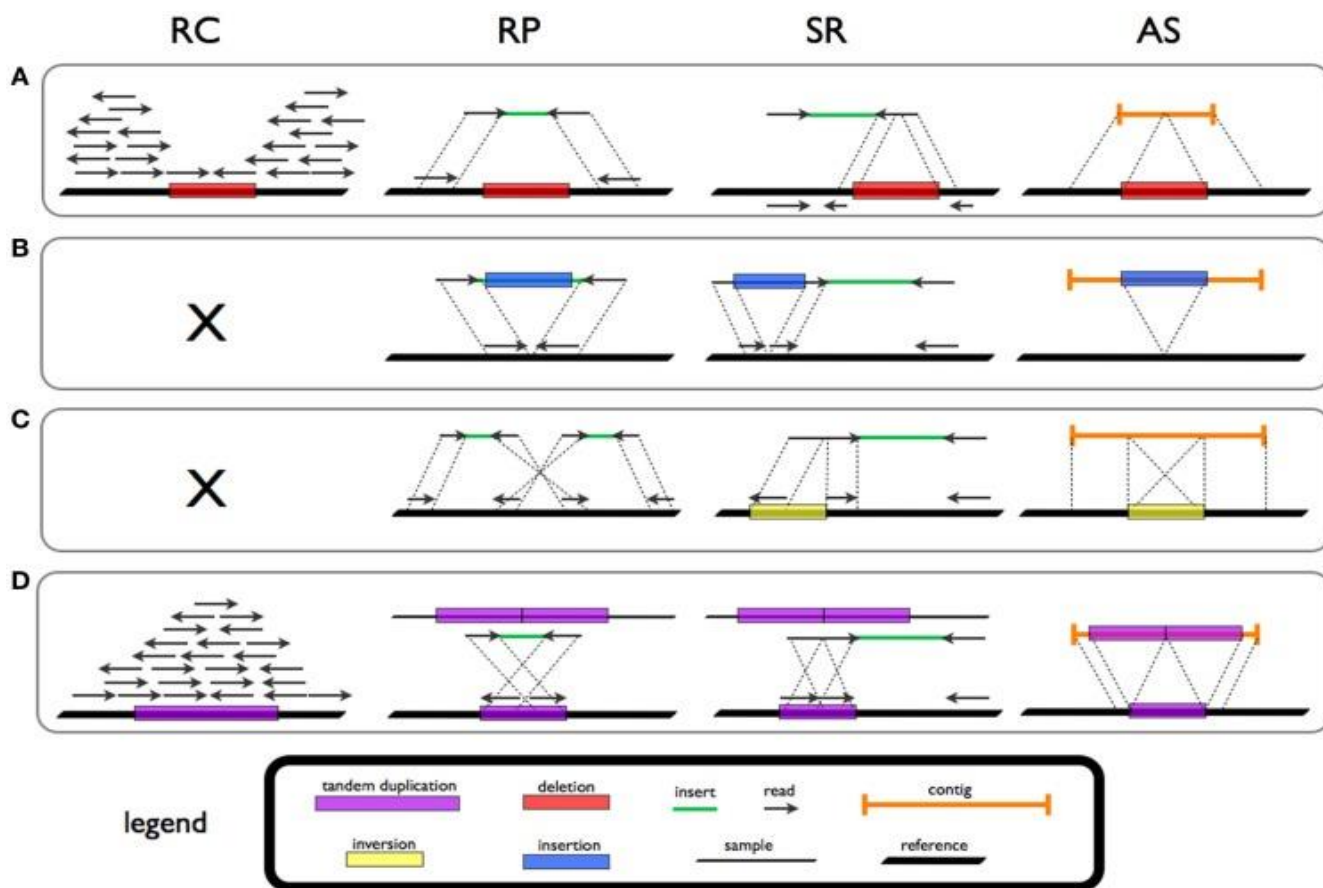 RC RP SR AS
A
B
X
C
X
D
legend
tandem duplication deletion insert read contig
inversion insertion sample reference